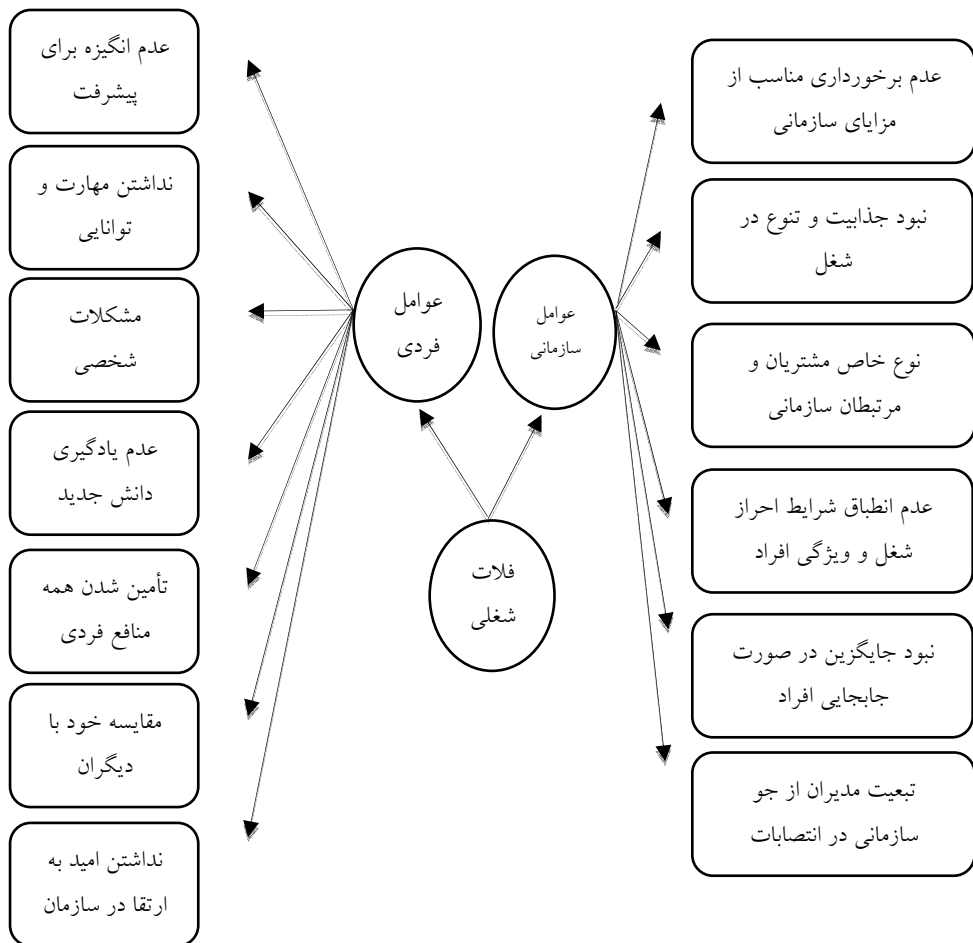 عدم برخورداری مناسب از
مزایای سازمانی
نبود جذابیت و تنوع در
شغل
نوع خاص مشتریان و
مرتبطان سازمانی
عدم انطباق شرایط احراز
شغل و ویژگی افراد
نبود جایگزین در صورت
جابجایی افراد
تبعیت مدیران از جو
سازمانی در انتصابات
عوامل
سازمانی
عوامل
فردی
فلات
شغلی
عدم انگیزه برای
پیشرفت
نداشتن مهارت و
توانایی
مشکلات
شخصی
عدم یادگیری
دانش جدید
تأمین شدن همه
منافع فردی
مقایسه خود با
دیگران
نداشتن امید به
ارتقا در سازمان